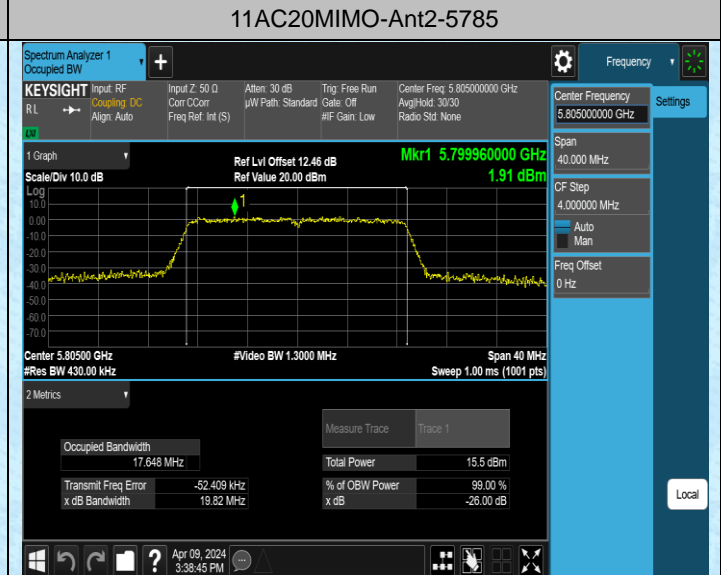 11AC20MIMO-Ant2-5785
Spectrum Analyzer 1
Occupied BW
+
Frequency
KEYSIGHT
RL
Input: RF
Coupling: DC
Align: Auto
Input Z: 50 Ω
Corr CCorr
Freq Ref: Int (S)
Atten: 30 dB
µW Path: Standard
Trig: Free Run
Gate: Off
#IF Gain: Low
Center Freq: 5.805000000 GHz
Avg|Hold: 30/30
Radio Std: None
1 Graph
Scale/Div 10.0 dB
Ref Lvl Offset 12.46 dB
Ref Value 20.00 dBm
Mkr1 5.799960000 GHz
1.91 dBm
Log
10.0
0.00
-10.0
-20.0
-30.0
-40.0
-50.0
-60.0
-70.0
1
Center 5.80500 GHz
#Res BW 430.00 kHz
#Video BW 1.3000 MHz
Span 40 MHz
Sweep 1.00 ms (1001 pts)
2 Metrics
Measure Trace Trace 1
Occupied Bandwidth
17.648 MHz
Total Power 15.5 dBm
Transmit Freq Error -52.409 kHz
% of OBW Power 99.00 %
x dB Bandwidth 19.82 MHz
x dB -26.00 dB
Center Frequency
5.805000000 GHz
Settings
Span
40.000 MHz
CF Step
4.000000 MHz
Auto
Man
Freq Offset
0 Hz
Local
?
Apr 09, 2024
3:38:45 PM